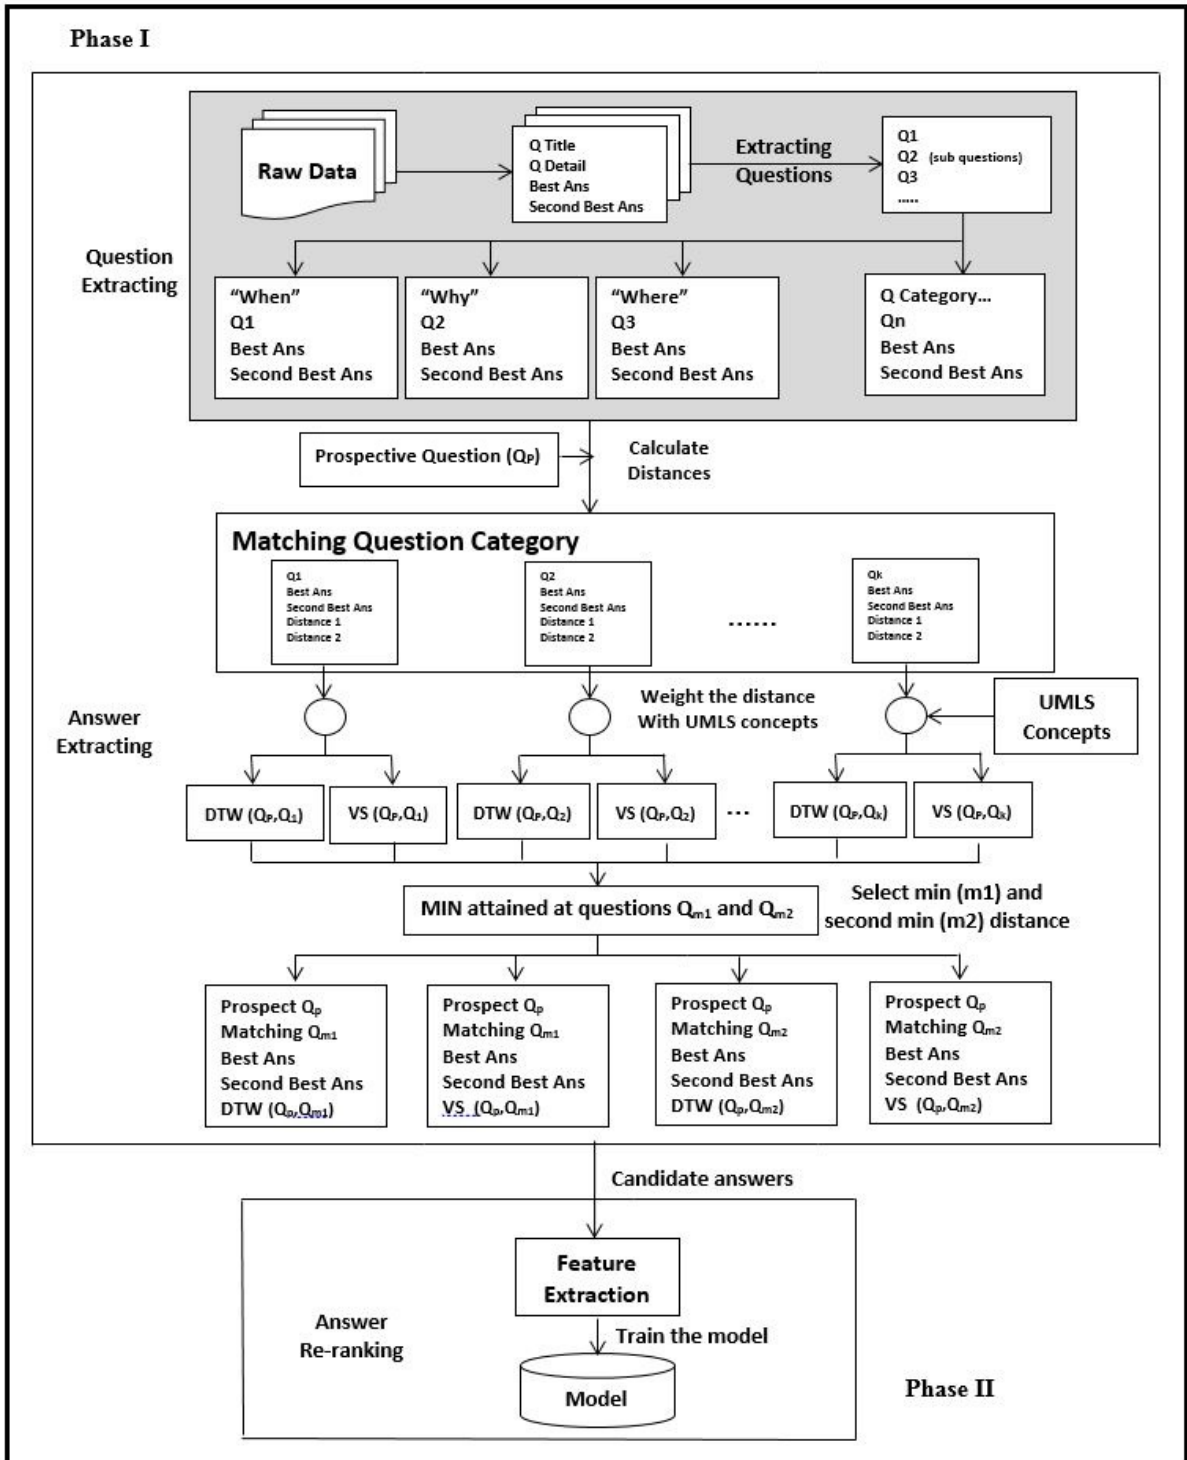 Phase I
Raw Data
Q Title
Q Detail
Best Ans
Second Best Ans
Extracting
Questions
Q1
Q2 (sub questions)
Q3
.....
Question
Extracting
“When”
Q1
Best Ans
Second Best Ans
“Why”
Q2
Best Ans
Second Best Ans
“Where”
Q3
Best Ans
Second Best Ans
Q Category...
Qn
Best Ans
Second Best Ans
Prospective Question (QP)
Calculate
Distances
Matching Question Category
Q1
Best Ans
Second Best Ans
Distance 1
Distance 2
Q2
Best Ans
Second Best Ans
Distance 1
Distance 2
......
Qk
Best Ans
Second Best Ans
Distance 1
Distance 2
Answer
Extracting
Weight the distance
With UMLS concepts
UMLS
Concepts
DTW (QP,Q1)
VS (QP,Q1)
DTW (QP,Q2)
VS (QP,Q2)
...
DTW (QP,Qk)
VS (QP,Qk)
MIN attained at questions Qm1 and Qm2
Select min (m1) and
second min (m2) distance
Prospect Qp
Matching Qm1
Best Ans
Second Best Ans
DTW (Qp,Qm1)
Prospect Qp
Matching Qm1
Best Ans
Second Best Ans
VS (Qp,Qm1)
Prospect Qp
Matching Qm2
Best Ans
Second Best Ans
DTW (Qp,Qm2)
Prospect Qp
Matching Qm2
Best Ans
Second Best Ans
VS (Qp,Qm2)
Candidate answers
Feature
Extraction
Answer
Re-ranking
Train the model
Model
Phase II